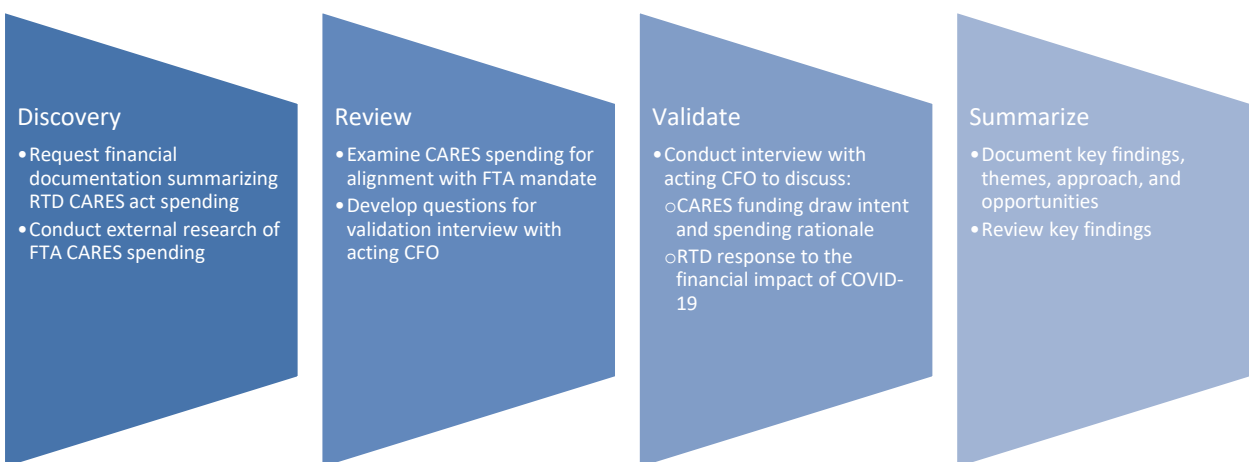 Discovery
•Request financial
documentation summarizing
RTD CARES act spending
•Conduct external research of
FTA CARES spending
Review
•Examine CARES spending for
alignment with FTA mandate
•Develop questions for
validation interview with
acting CFO
Validate
•Conduct interview with
acting CFO to discuss:
oCARES funding draw intent
and spending rationale
oRTD response to the
financial impact of COVID-
19
Summarize
•Document key findings,
themes, approach, and
opportunities
•Review key findings